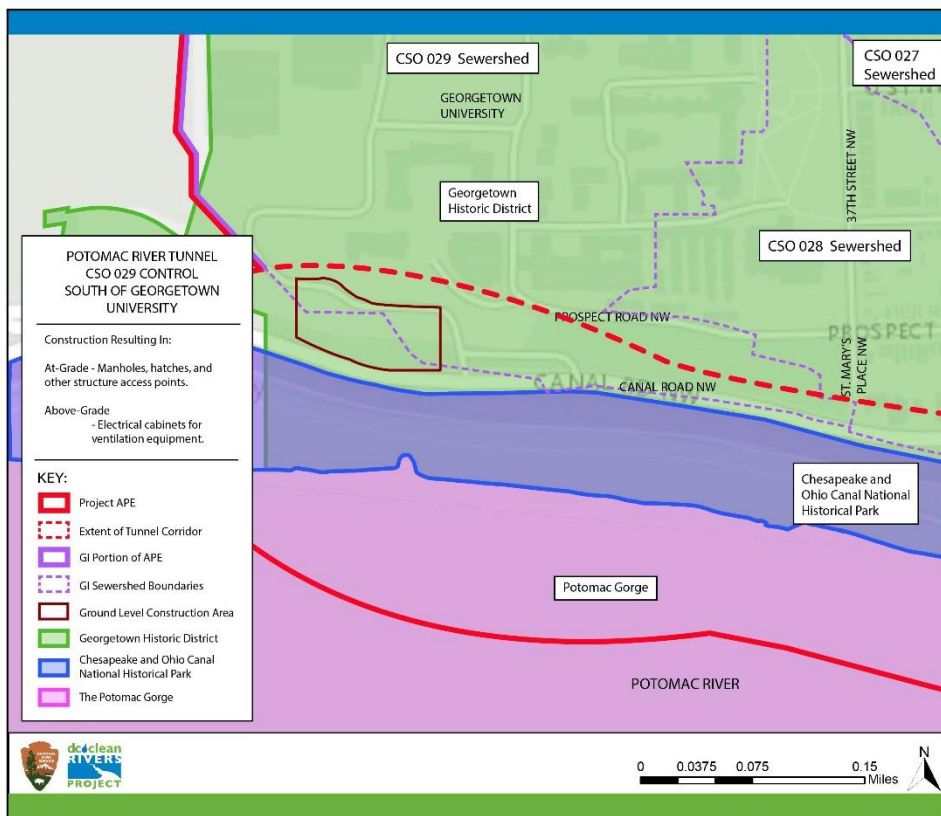 CSO 029 Sewershed
CSO 027
Sewershed
GEORGETOWN
UNIVERSITY
37TH STREET NW
Georgetown
Historic District
CSO 028 Sewershed
POTOMAC RIVER TUNNEL
CSO 029 CONTROL
SOUTH OF GEORGETOWN
UNIVERSITY
Construction Resulting In:
At-Grade - Manholes, hatches, and
other structure access points.
Above-Grade
- Electrical cabinets for
ventilation equipment.
KEY:
Project APE
Extent of Tunnel Corridor
GI Portion of APE
GI Sewershed Boundaries
Ground Level Construction Area
Georgetown Historic District
Chesapeake and Ohio Canal
National Historical Park
The Potomac Gorge
PROSPECT ROAD NW
PROSPECT
ST. MARY'S
PLACE NW
CANAL ROAD NW
CANAL RD NW
Chesapeake and
Ohio Canal National
Historical Park
Potomac Gorge
POTOMAC RIVER
dc clean
RIVERS
PROJECT
0 0.0375 0.075 0.15
Miles
N